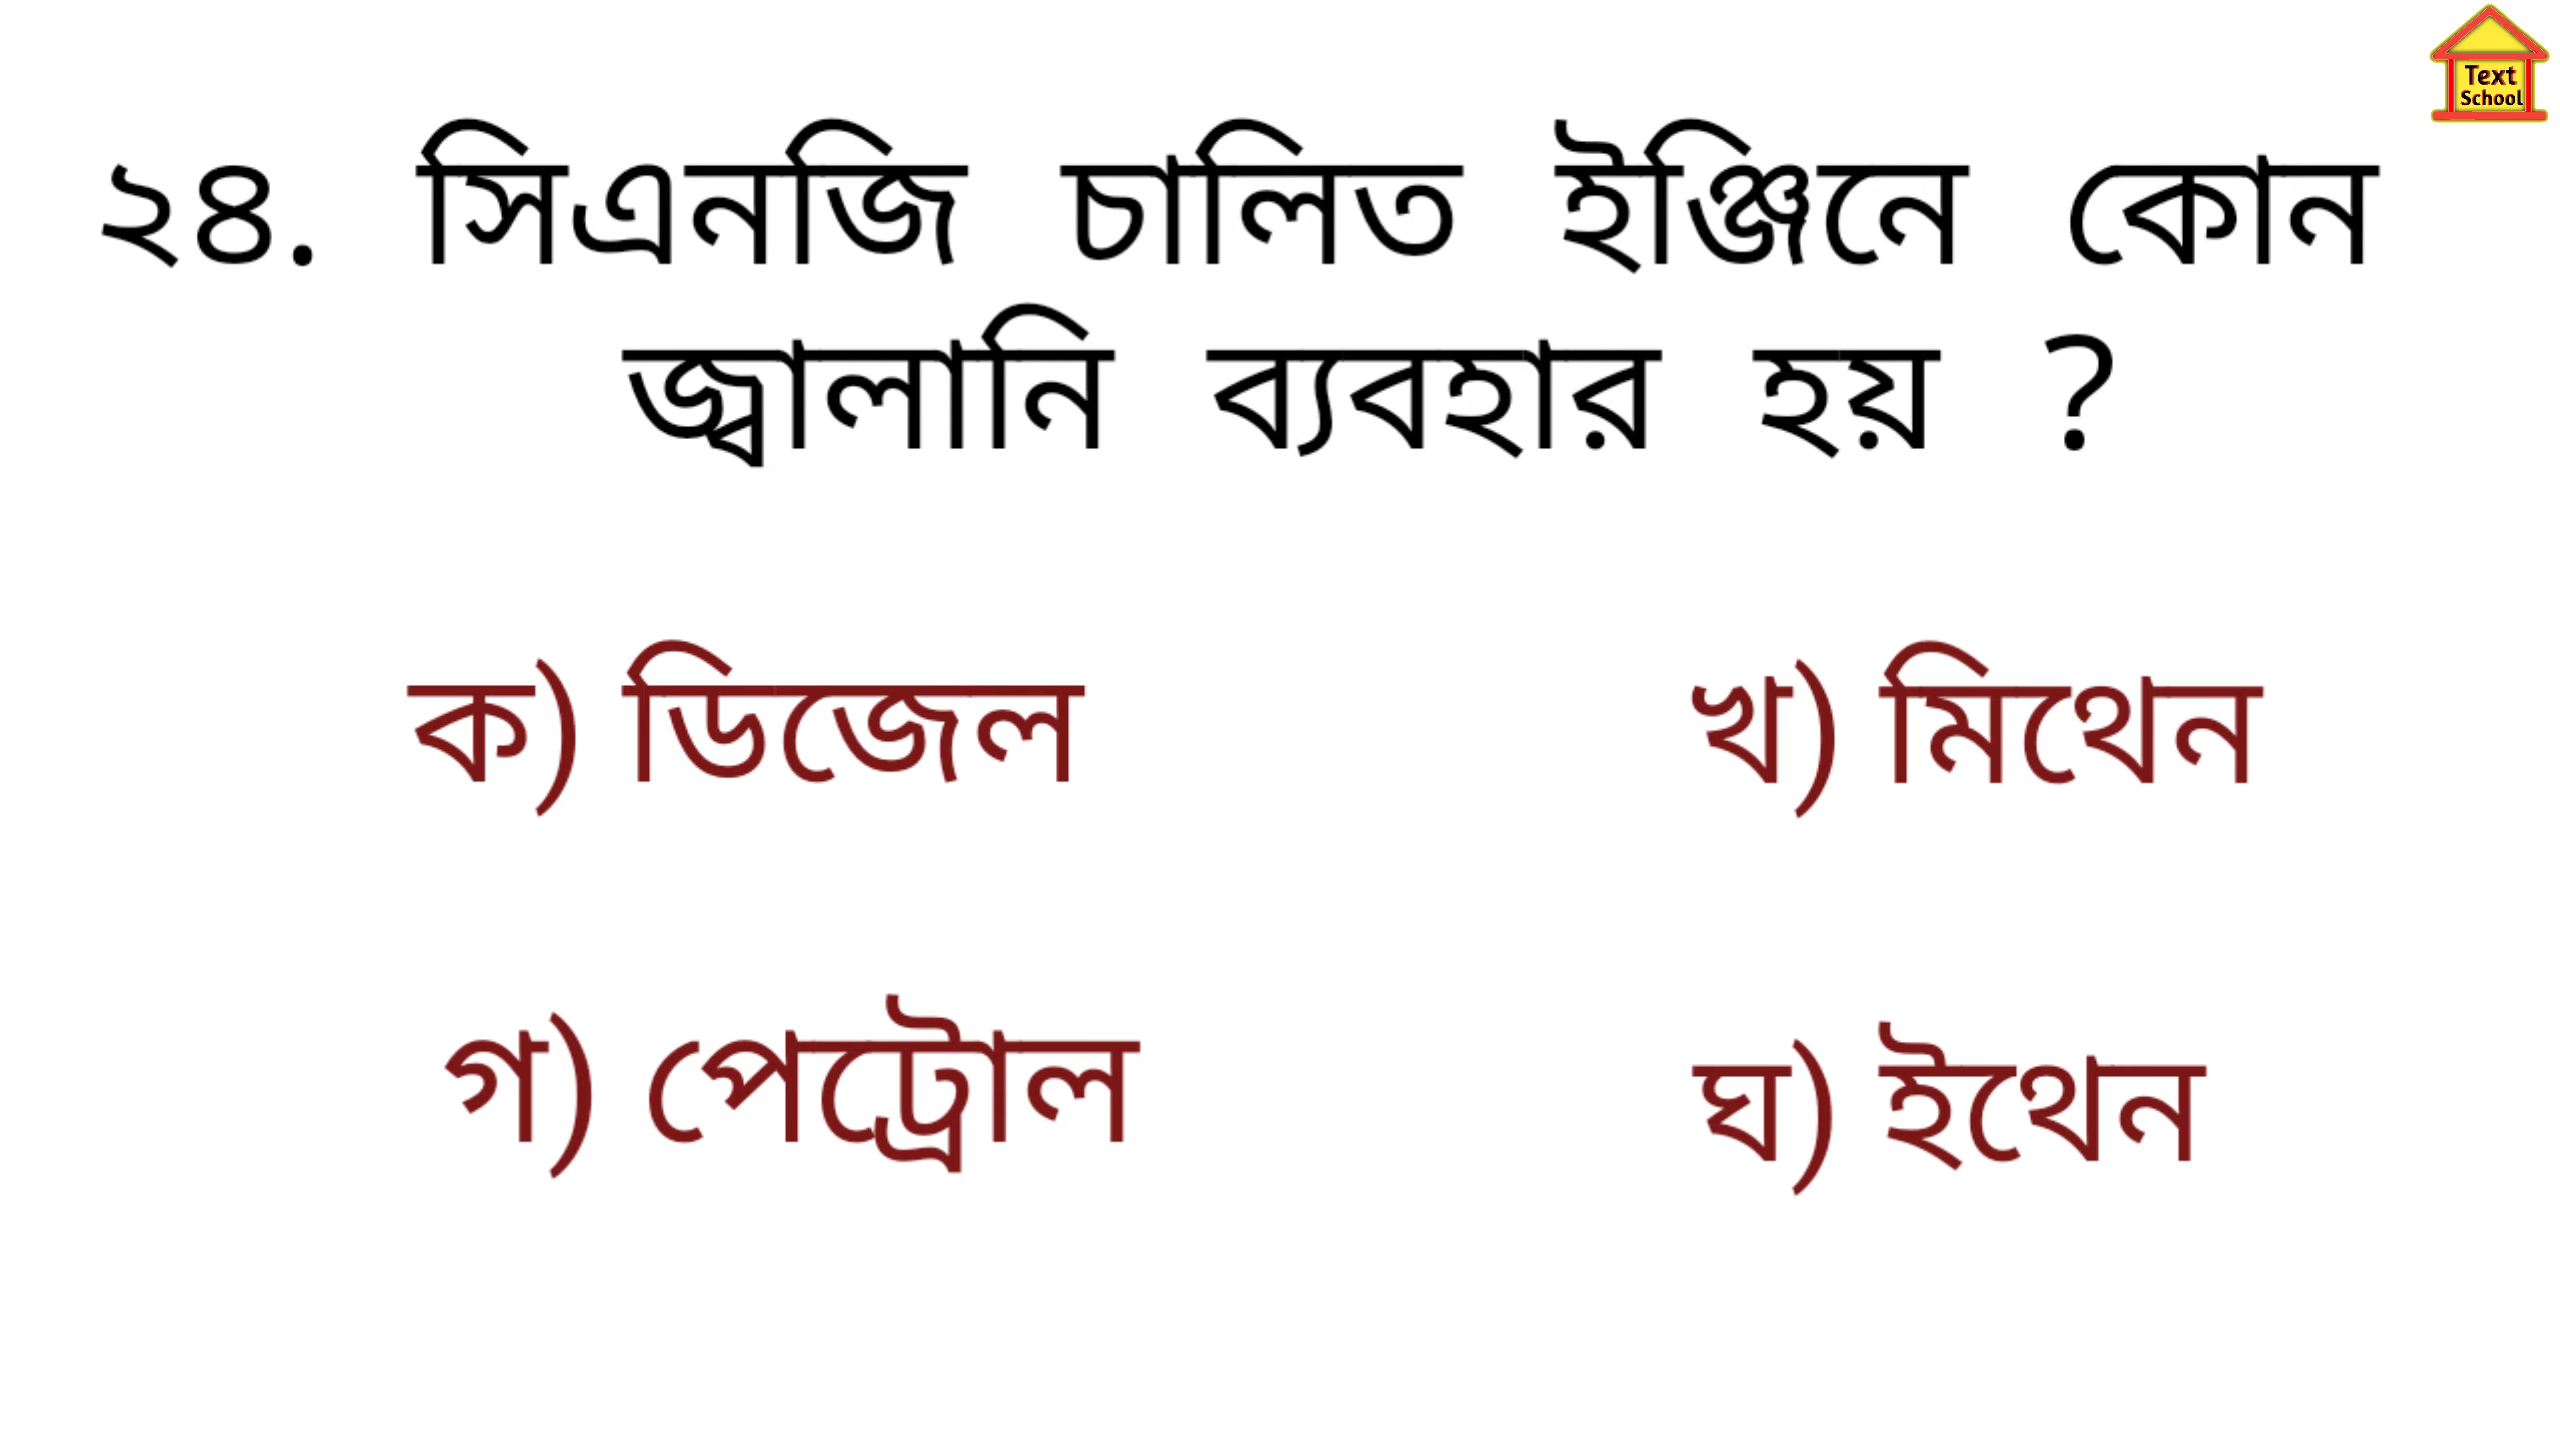 Text
School
২৪. সিএনজি চালিত ইঞ্জিনে কোন
জ্বালানি ব্যবহার হয় ?
ক) ডিজেল
খ) মিথেন
গ) পেট্রোল
ঘ) ইথেন